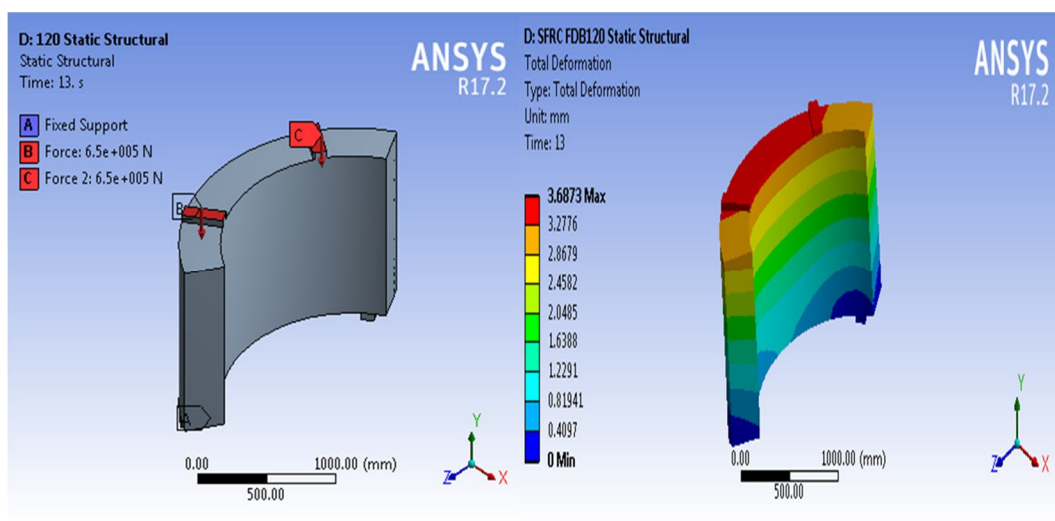 D: 120 Static Structural
Static Structural
Time: 13. s
A Fixed Support
B Force: 6.5e+005 N
C Force 2: 6.5e+005 N
ANSYS
R17.2
C
B
A
0.00 1000.00 (mm)
500.00
Y
Z X
D: SFRC FDB120 Static Structural
Total Deformation
Type: Total Deformation
Unit: mm
Time: 13
ANSYS
R17.2
3.6873 Max
3.2776
2.8679
2.4582
2.0485
1.6388
1.2291
0.81941
0.4097
0 Min
0.00 1000.00 (mm)
500.00
Y
Z X